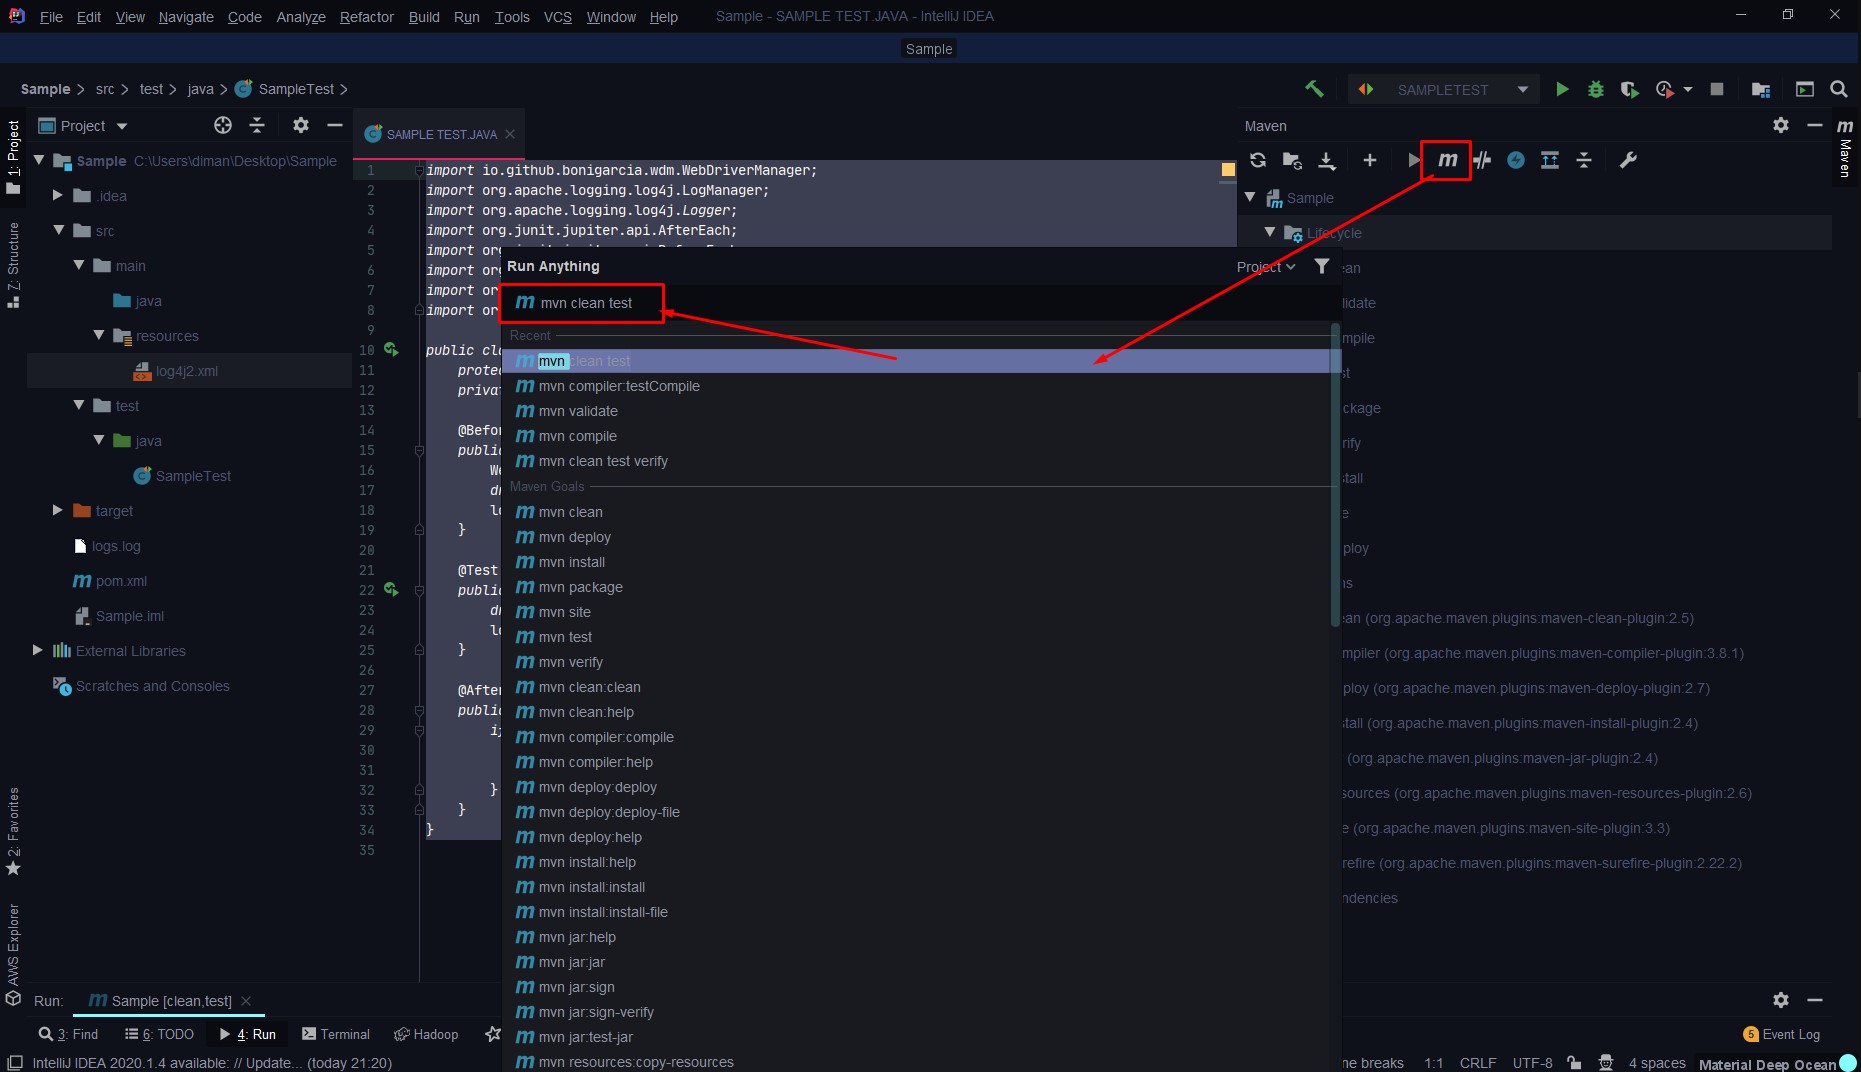 File Edit View Navigate Code Analyze Refactor Build Run Tools VCS Window Help Sample - SAMPLE TEST.JAVA - IntelliJ IDEA
Sample
Sample > src > test > java > SampleTest >
SAMPLETEST
1: Project
7: Structure
2: Favorites
AWS Explorer
Project
Sample C:\Users\diman\Desktop\Sample
.idea
src
main
java
resources
log4j2.xml
test
java
SampleTest
target
logs.log
pom.xml
Sample.iml
External Libraries
Scratches and Consoles
SAMPLE TEST.JAVA
1 import io.github.bonigarcia.wdm.WebDriverManager;
2 import org.apache.logging.log4j.LogManager;
3 import org.apache.logging.log4j.Logger;
4 import org.junit.jupiter.api.AfterEach;
5 import org
6 import org
7 import or
8 import or
9
10 public cla
11 prote
12 priva
13
14 @Befor
15 publi
16 We
17 dr
18 lo
19 }
20
21 @Test
22 publi
23 dr
24 lo
25 }
26
27 @After
28 publi
29 if
30
31
32 }
33 }
34 }
35
Run Anything
Project
m mvn clean test
Recent
m mvn clean test
m mvn compiler:testCompile
m mvn validate
m mvn compile
m mvn clean test verify
Maven Goals
m mvn clean
m mvn deploy
m mvn install
m mvn package
m mvn site
m mvn test
m mvn verify
m mvn clean:clean
m mvn clean:help
m mvn compiler:compile
m mvn compiler:help
m mvn deploy:deploy
m mvn deploy:deploy-file
m mvn deploy:help
m mvn install:help
m mvn install:install
m mvn install:install-file
m mvn jar:help
m mvn jar:jar
m mvn jar:sign
m mvn jar:sign-verify
m mvn jar:test-jar
m mvn resources:copy-resources
Maven
m
Sample
Lifecycle
ean
lidate
mpile
st
ckage
rify
stall
e
ploy
ns
ean (org.apache.maven.plugins:maven-clean-plugin:2.5)
mpiler (org.apache.maven.plugins:maven-compiler-plugin:3.8.1)
ploy (org.apache.maven.plugins:maven-deploy-plugin:2.7)
stall (org.apache.maven.plugins:maven-install-plugin:2.4)
(org.apache.maven.plugins:maven-jar-plugin:2.4)
sources (org.apache.maven.plugins:maven-resources-plugin:2.6)
e (org.apache.maven.plugins:maven-site-plugin:3.3)
refire (org.apache.maven.plugins:maven-surefire-plugin:2.22.2)
ndencies
m Maven
Run: m Sample [clean,test]
3: Find 6: TODO 4: Run Terminal Hadoop
5 Event Log
IntelliJ IDEA 2020.1.4 available: // Update... (today 21:20)
ne breaks 1:1 CRLF UTF-8 4 spaces Material Deep Ocean